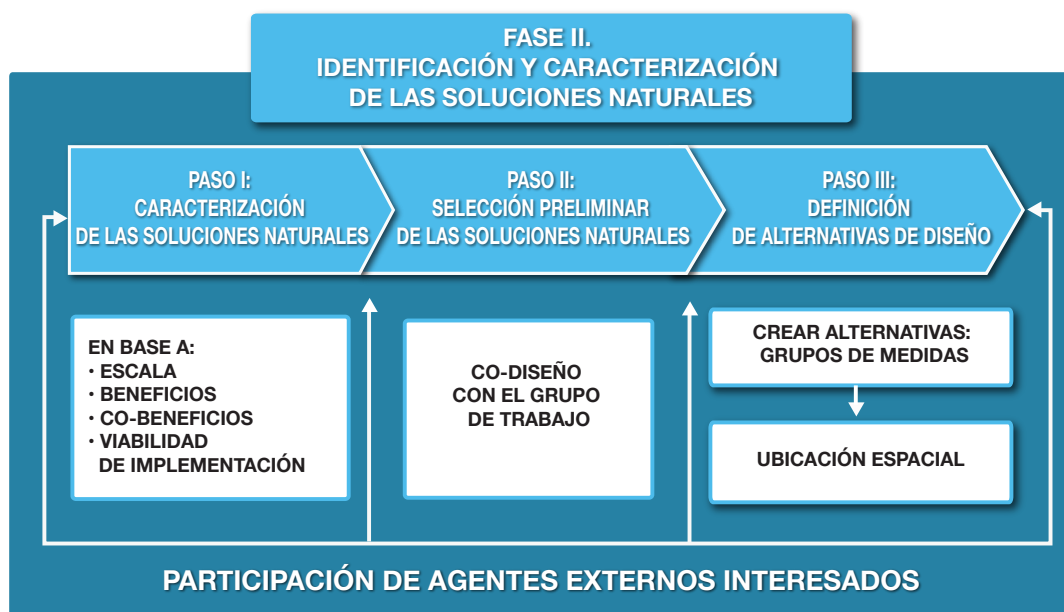 FASE II.
IDENTIFICACIÓN Y CARACTERIZACIÓN
DE LAS SOLUCIONES NATURALES
PASO I:
CARACTERIZACIÓN
DE LAS SOLUCIONES NATURALES
PASO II:
SELECCIÓN PRELIMINAR
DE LAS SOLUCIONES NATURALES
PASO III:
DEFINICIÓN
DE ALTERNATIVAS DE DISEÑO
EN BASE A:
· ESCALA
· BENEFICIOS
· CO-BENEFICIOS
· VIABILIDAD
DE IMPLEMENTACIÓN
CO-DISEÑO
CON EL GRUPO
DE TRABAJO
CREAR ALTERNATIVAS:
GRUPOS DE MEDIDAS
UBICACIÓN ESPACIAL
PARTICIPACIÓN DE AGENTES EXTERNOS INTERESADOS